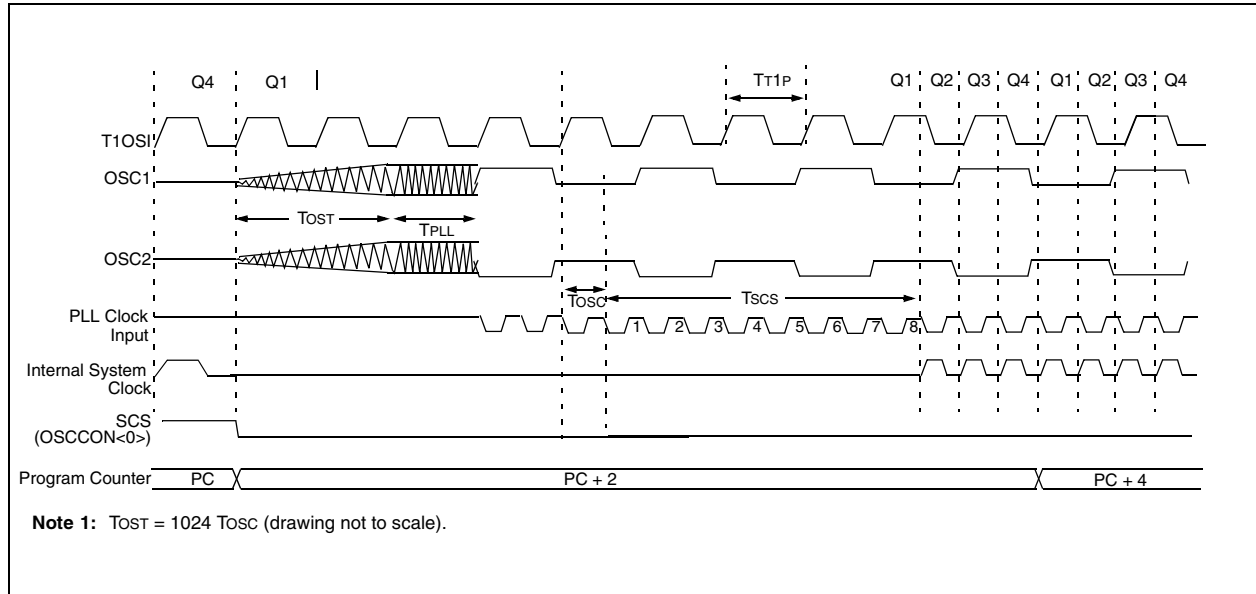 Q4 Q1 TT1P Q1 Q2 Q3 Q4 Q1 Q2 Q3 Q4
T1OSI
OSC1
TOST TPLL
OSC2
TOSC TSCS
PLL Clock
Input
1 2 3 4 5 6 7 8
Internal System
Clock
SCS
(OSCCON<0>)
Program Counter PC PC + 2 PC + 4
Note 1: TOST = 1024 TOSC (drawing not to scale).